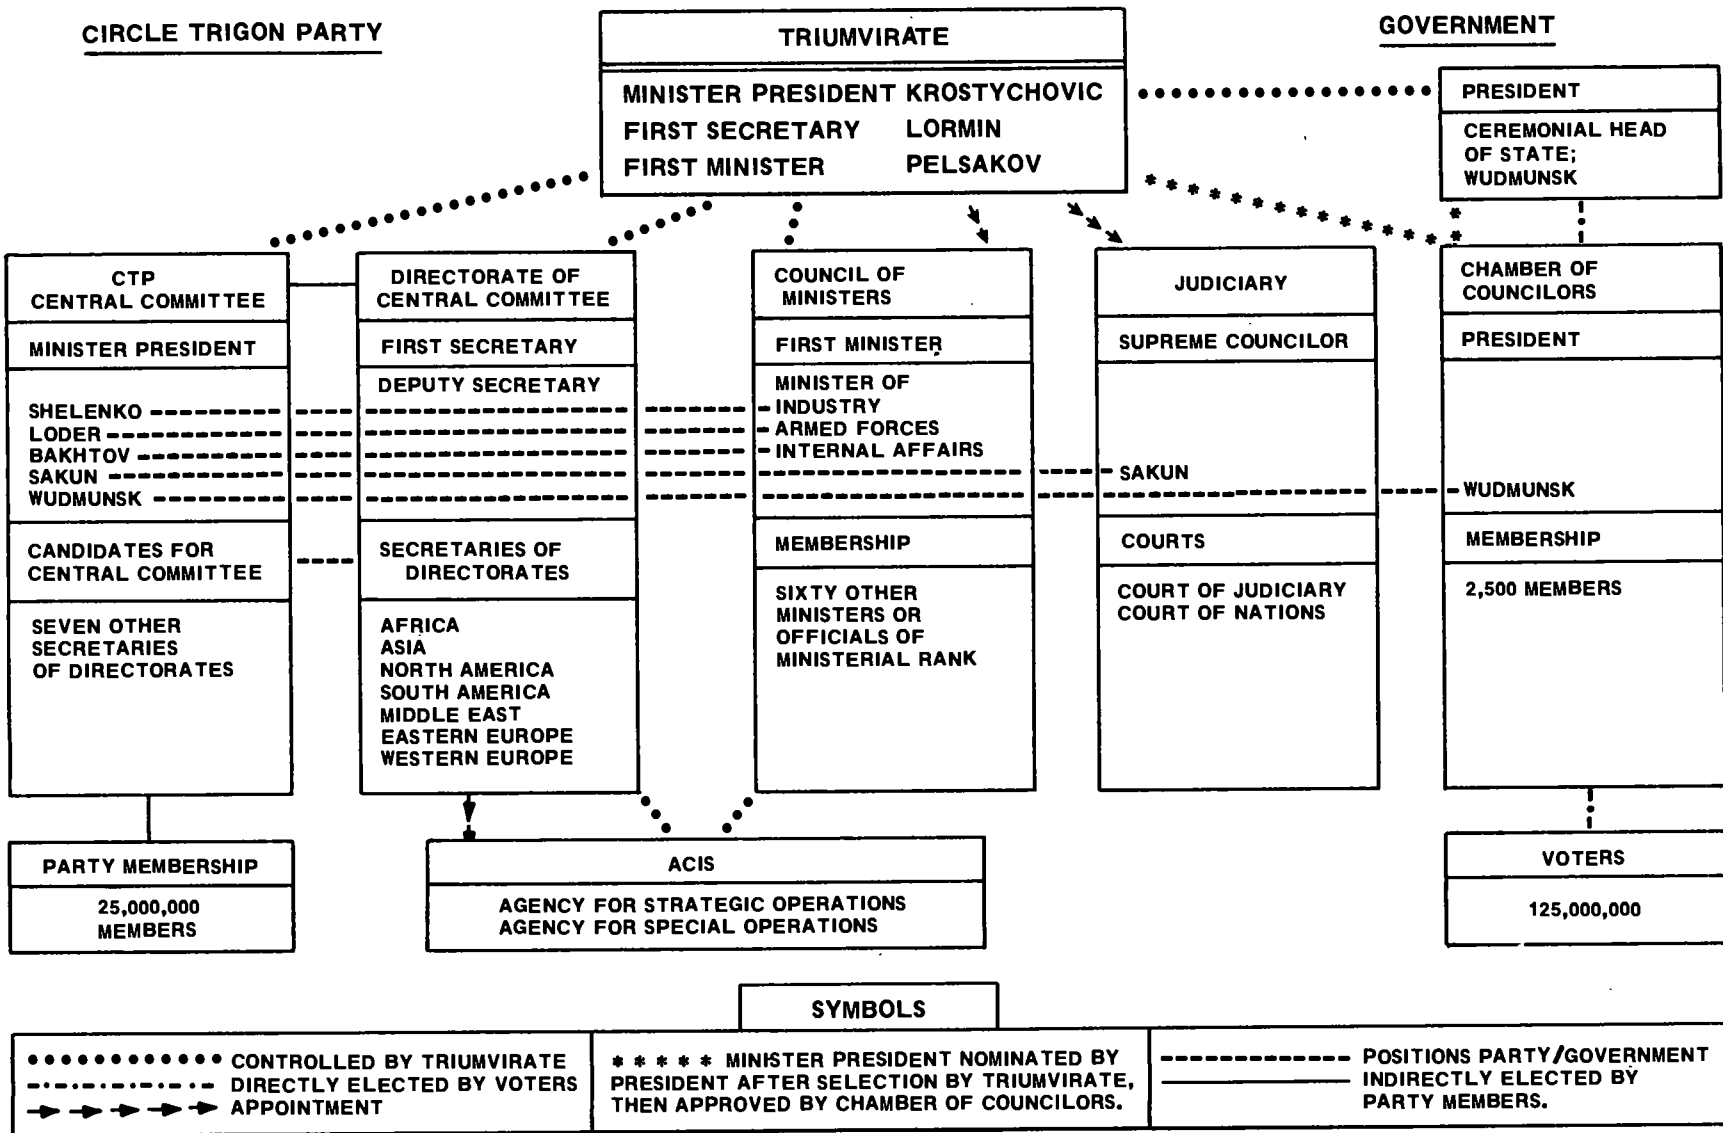 CIRCLE TRIGON PARTY
TRIUMVIRATE
MINISTER PRESIDENT KROSTYCHOVIC
FIRST SECRETARY LORMIN
FIRST MINISTER PELSAKOV
GOVERNMENT
PRESIDENT
CEREMONIAL HEAD
OF STATE;
WUDMUNSK
CTP
CENTRAL COMMITTEE
MINISTER PRESIDENT
SHELENKO
LODER
BAKHTOV
SAKUN
WUDMUNSK
CANDIDATES FOR
CENTRAL COMMITTEE
SEVEN OTHER
SECRETARIES
OF DIRECTORATES
DIRECTORATE OF
CENTRAL COMMITTEE
FIRST SECRETARY
DEPUTY SECRETARY
SECRETARIES OF
DIRECTORATES
AFRICA
ASIA
NORTH AMERICA
SOUTH AMERICA
MIDDLE EAST
EASTERN EUROPE
WESTERN EUROPE
COUNCIL OF
MINISTERS
FIRST MINISTER
MINISTER OF
INDUSTRY
ARMED FORCES
INTERNAL AFFAIRS
MEMBERSHIP
SIXTY OTHER
MINISTERS OR
OFFICIALS OF
MINISTERIAL RANK
JUDICIARY
SUPREME COUNCILOR
SAKUN
COURTS
COURT OF JUDICIARY
COURT OF NATIONS
CHAMBER OF
COUNCILORS
PRESIDENT
WUDMUNSK
MEMBERSHIP
2,500 MEMBERS
PARTY MEMBERSHIP
25,000,000
MEMBERS
ACIS
AGENCY FOR STRATEGIC OPERATIONS
AGENCY FOR SPECIAL OPERATIONS
VOTERS
125,000,000
SYMBOLS
CONTROLLED BY TRIUMVIRATE
DIRECTLY ELECTED BY VOTERS
APPOINTMENT
***** MINISTER PRESIDENT NOMINATED BY
PRESIDENT AFTER SELECTION BY TRIUMVIRATE,
THEN APPROVED BY CHAMBER OF COUNCILORS.
POSITIONS PARTY/GOVERNMENT
INDIRECTLY ELECTED BY
PARTY MEMBERS.